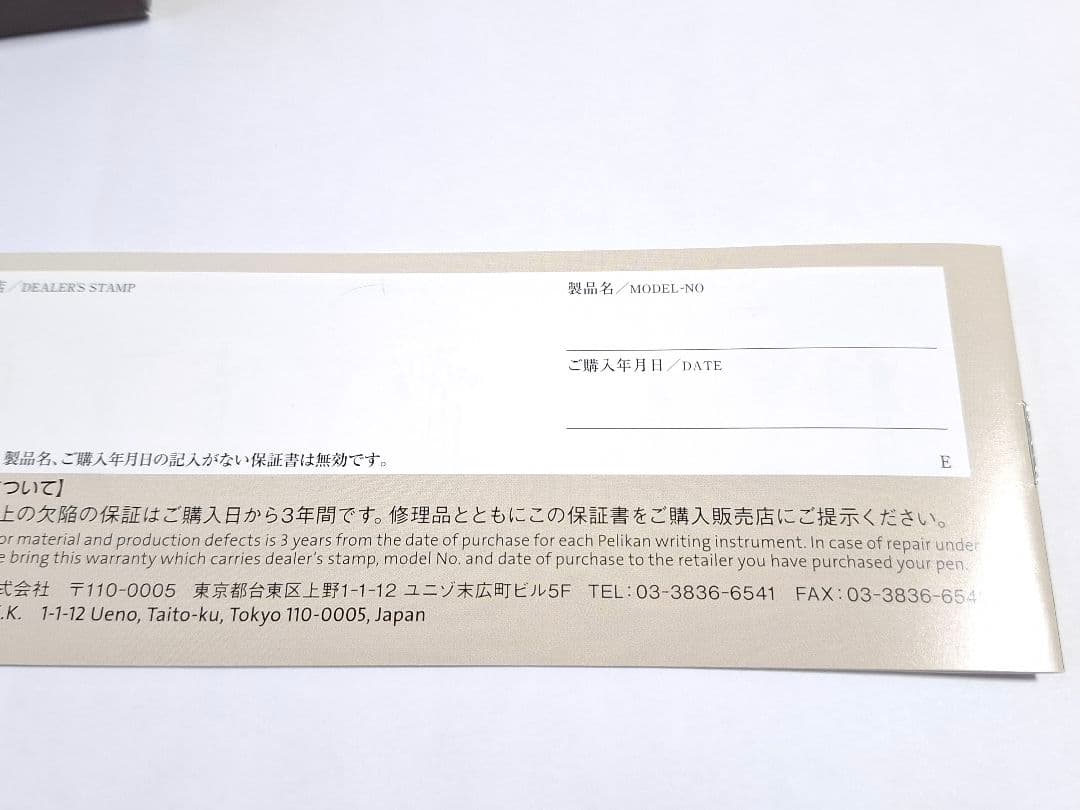 店／DEALER'S STAMP
製品名／MODEL-NO
ご購入年月日／DATE
製品名、ご購入年月日の記入がない保証書は無効です。
E
ついて】
上の欠陥の保証はご購入日から3年間です。修理品とともにこの保証書をご購入販売店にご提示ください。
or material and production defects is 3 years from the date of purchase for each Pelikan writing instrument. In case of repair under
e bring this warranty which carries dealer's stamp, model No. and date of purchase to the retailer you have purchased your pen.
式会社 〒110-0005 東京都台東区上野1-1-12 ユニゾ末広町ビル5F TEL：03-3836-6541 FAX：03-3836-654
.K. 1-1-12 Ueno, Taito-ku, Tokyo 110-0005, Japan